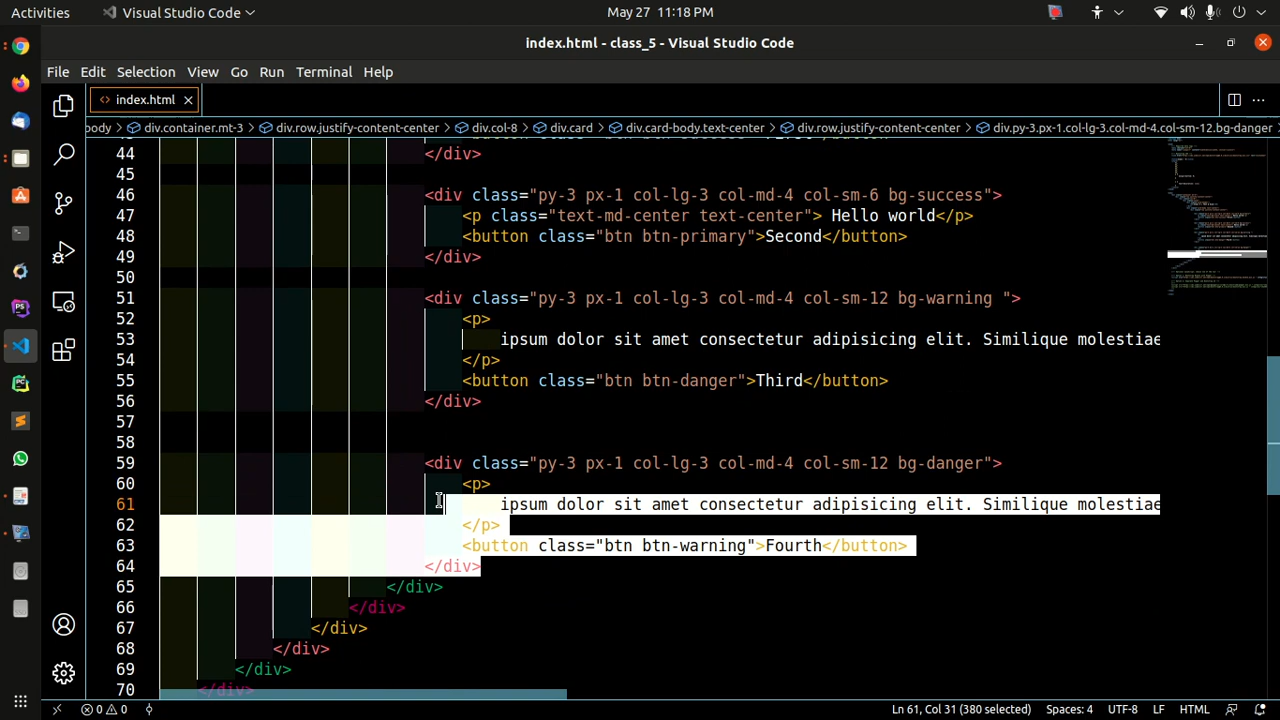 Activities Visual Studio Code May 27 11:18 PM
index.html - class_5 - Visual Studio Code
File Edit Selection View Go Run Terminal Help
index.html
body > div.container.mt-3 > div.row.justify-content-center > div.col-8 > div.card > div.card-body.text-center > div.row.justify-content-center > div.py-3.px-1.col-lg-3.col-md-4.col-sm-12.bg-danger >
44 </div>
45
46 <div class="py-3 px-1 col-lg-3 col-md-4 col-sm-6 bg-success">
47 <p class="text-md-center text-center"> Hello world</p>
48 <button class="btn btn-primary">Second</button>
49 </div>
50
51 <div class="py-3 px-1 col-lg-3 col-md-4 col-sm-12 bg-warning ">
52 <p>
53 ipsum dolor sit amet consectetur adipisicing elit. Similique molestiae
54 </p>
55 <button class="btn btn-danger">Third</button>
56 </div>
57
58
59 <div class="py-3 px-1 col-lg-3 col-md-4 col-sm-12 bg-danger">
60 <p>
61 ipsum dolor sit amet consectetur adipisicing elit. Similique molestiae
62 </p>
63 <button class="btn btn-warning">Fourth</button>
64 </div>
65 </div>
66 </div>
67 </div>
68 </div>
69 </div>
70 </div>
0 0 Ln 61, Col 31 (380 selected) Spaces: 4 UTF-8 LF HTML